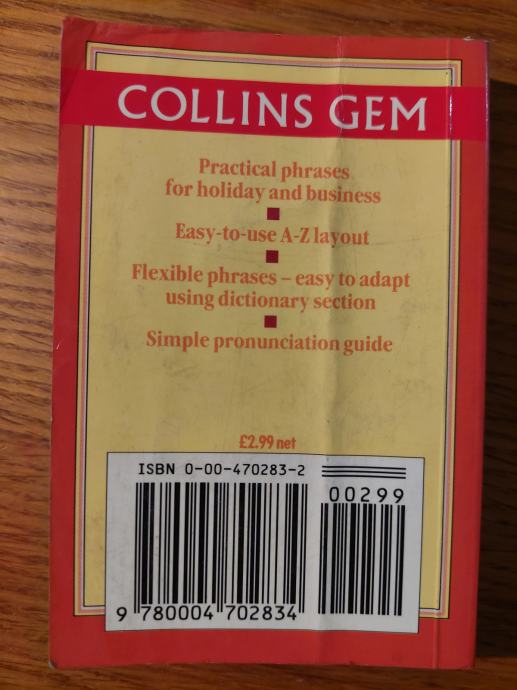 COLLINS GEM
Practical phrases
for holiday and business
Easy-to-use A-Z layout
Flexible phrases – easy to adapt
using dictionary section
Simple pronunciation guide
£2.99 net
ISBN 0-00-470283-2
00299
9 780004 702834